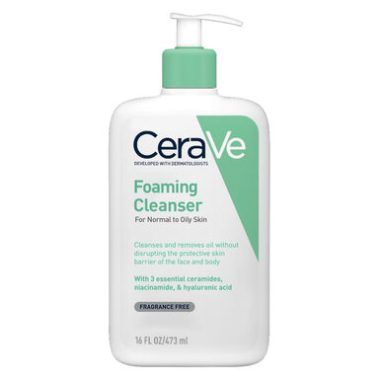 CeraVe
DEVELOPED WITH DERMATOLOGISTS
Foaming
Cleanser
For Normal to Oily Skin
Cleanses and removes oil without
disrupting the protective skin
barrier of the face and body
With 3 essential ceramides,
niacinamide, & hyaluronic acid
FRAGRANCE FREE
16 FL OZ/473 ml